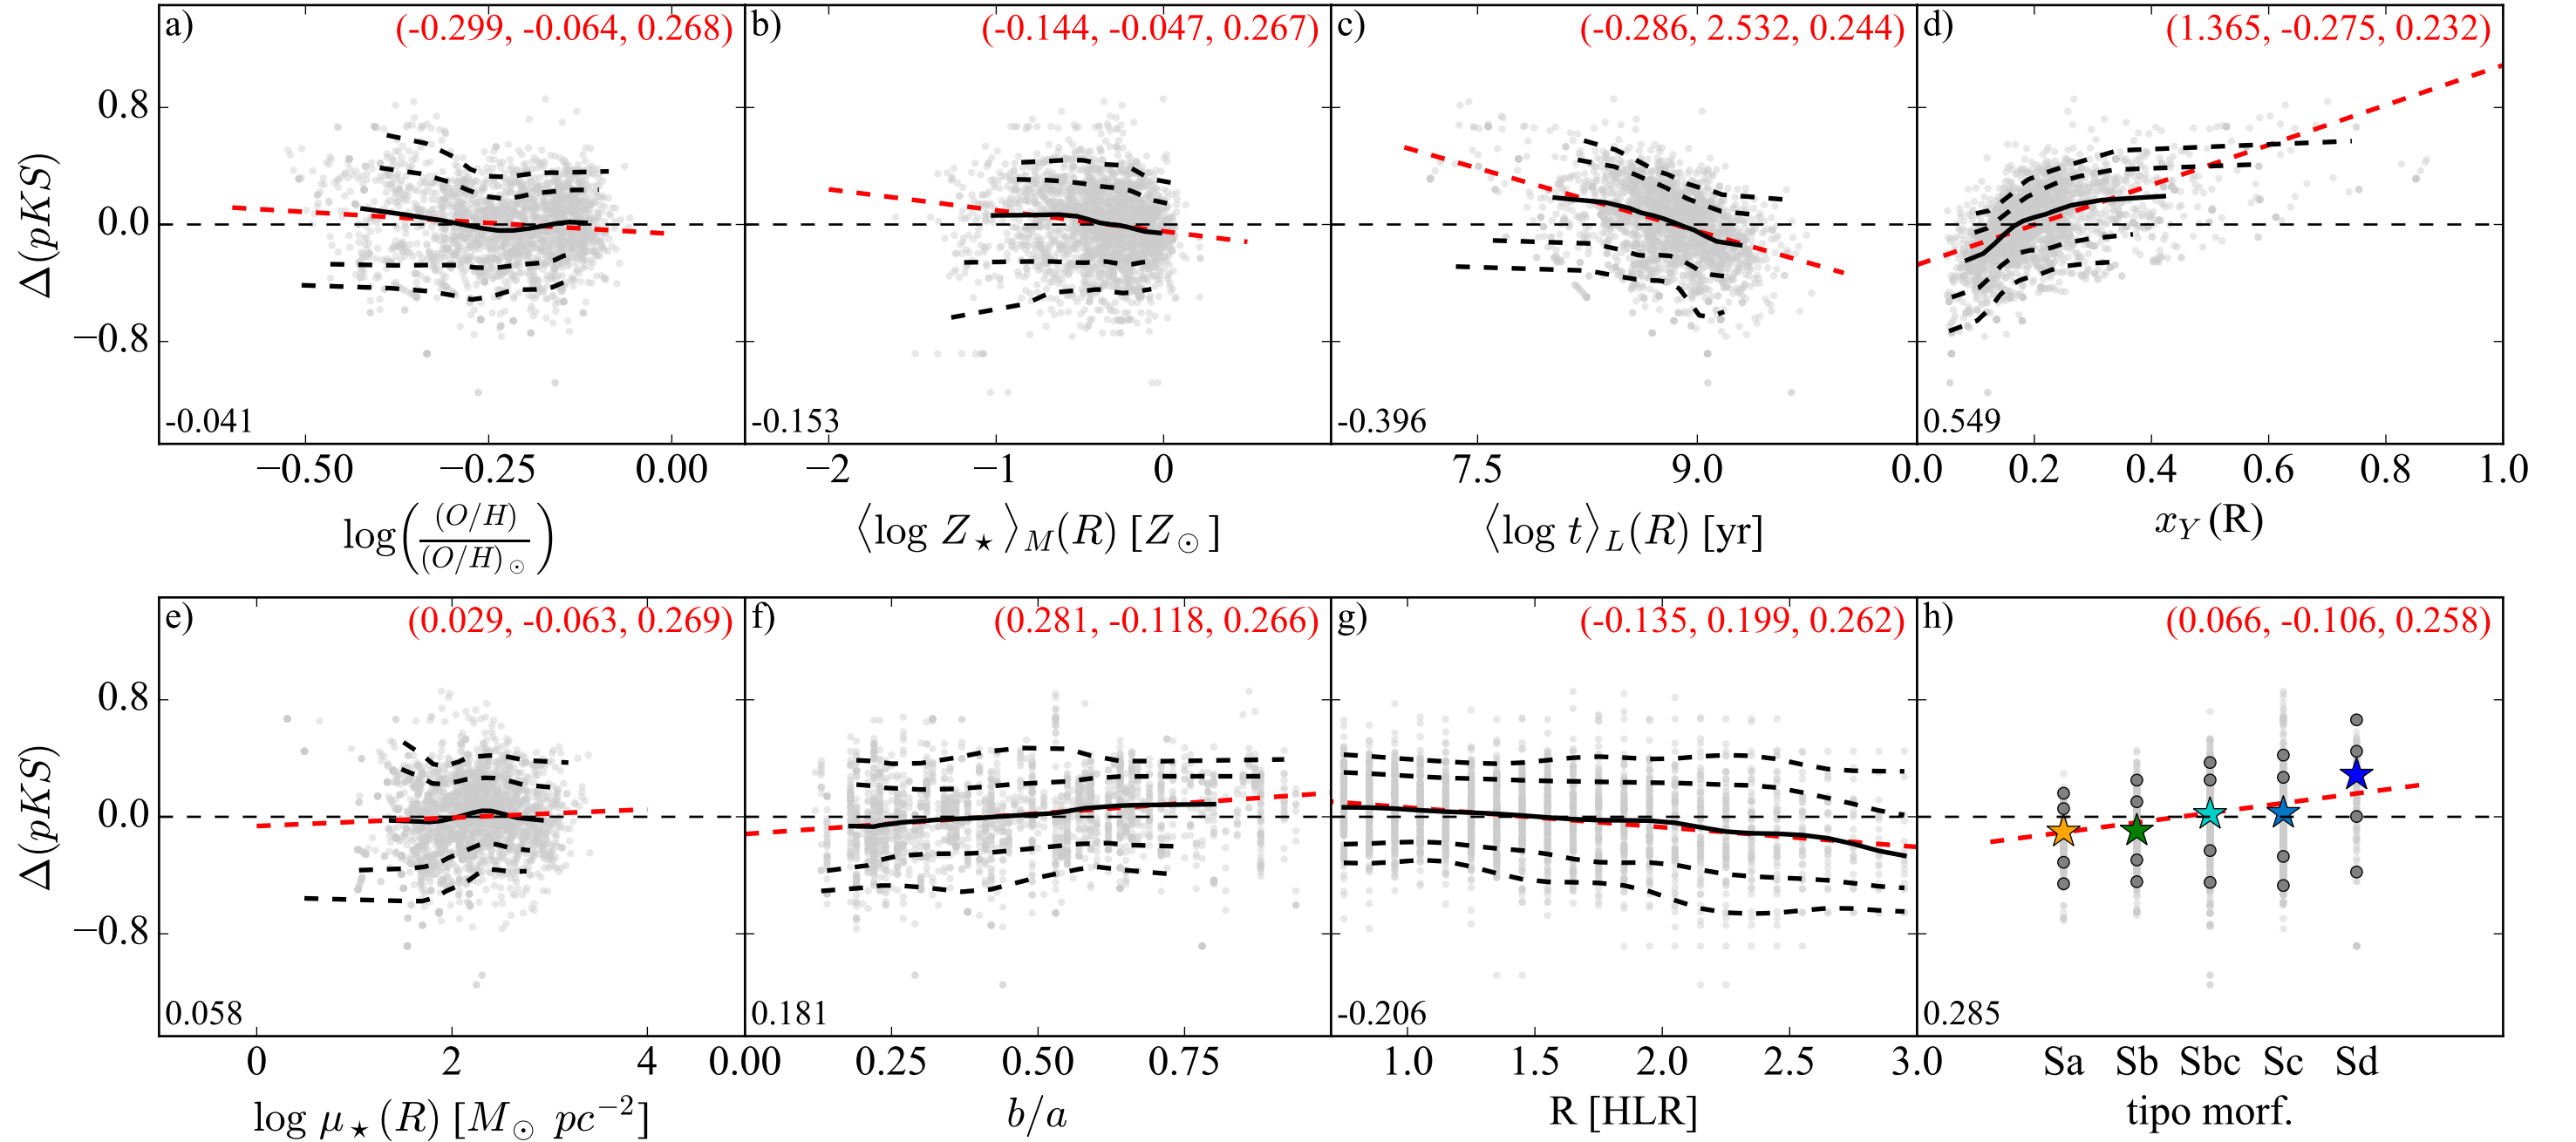 a) (-0.299, -0.064, 0.268)
b) (-0.144, -0.047, 0.267)
c) (-0.286, 2.532, 0.244)
d) (1.365, -0.275, 0.232)
Δ(pKS)
0.8
0.0
−0.8
-0.041
-0.153
-0.396
0.549
−0.50 −0.25 0.00
−2 −1 0
7.5 9.0
0.0 0.2 0.4 0.6 0.8 1.0
log((O/H)/(O/H)⊙)
⟨log Z⋆⟩M(R) [Z⊙]
⟨log t⟩L(R) [yr]
xY(R)
e) (0.029, -0.063, 0.269)
f) (0.281, -0.118, 0.266)
g) (-0.135, 0.199, 0.262)
h) (0.066, -0.106, 0.258)
Δ(pKS)
0.8
0.0
−0.8
0.058
0.181
-0.206
0.285
0 2 4
0.00 0.25 0.50 0.75
1.0 1.5 2.0 2.5 3.0
Sa Sb Sbc Sc Sd
log μ⋆(R) [M⊙ pc⁻²]
b/a
R [HLR]
tipo morf.